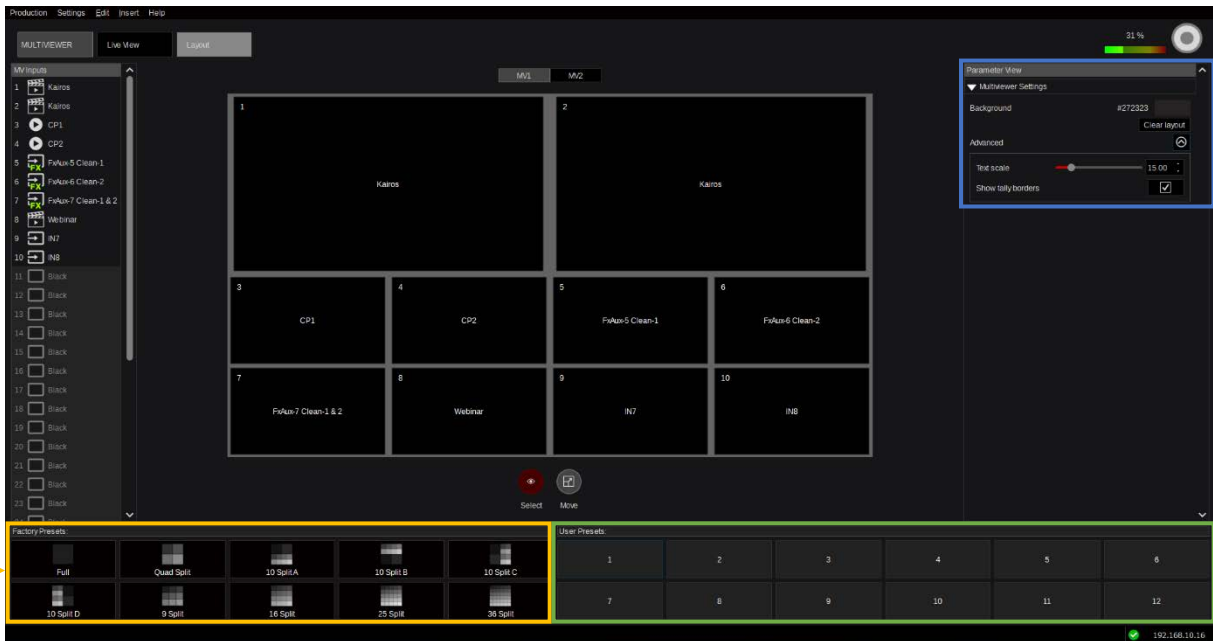 Production Settings Edit Insert Help
MULTIVIEWER Live View Layout
31 %
MV Inputs
1 Kairos
2 Kairos
3 CP1
4 CP2
5 FxAux-5 Clean-1
6 FxAux-6 Clean-2
7 FxAux-7 Clean-1 & 2
8 Webinar
9 IN7
10 IN8
11 Black
12 Black
13 Black
14 Black
15 Black
16 Black
17 Black
18 Black
19 Black
20 Black
21 Black
22 Black
23 Black
MV1 MV2
1 2
Kairos Kairos
3 4 5 6
CP1 CP2 FxAux-5 Clean-1 FxAux-6 Clean-2
7 8 9 10
FxAux-7 Clean-1 & 2 Webinar IN7 IN8
Select Move
Parameter View
Multiviewer Settings
Background #272323
Clear layout
Advanced
Text scale 15.00
Show tally borders
Factory Presets:
Full Quad Split 10 Split A 10 Split B 10 Split C
10 Split D 9 Split 16 Split 25 Split 36 Split
User Presets:
1 2 3 4 5 6
7 8 9 10 11 12
192.168.10.16